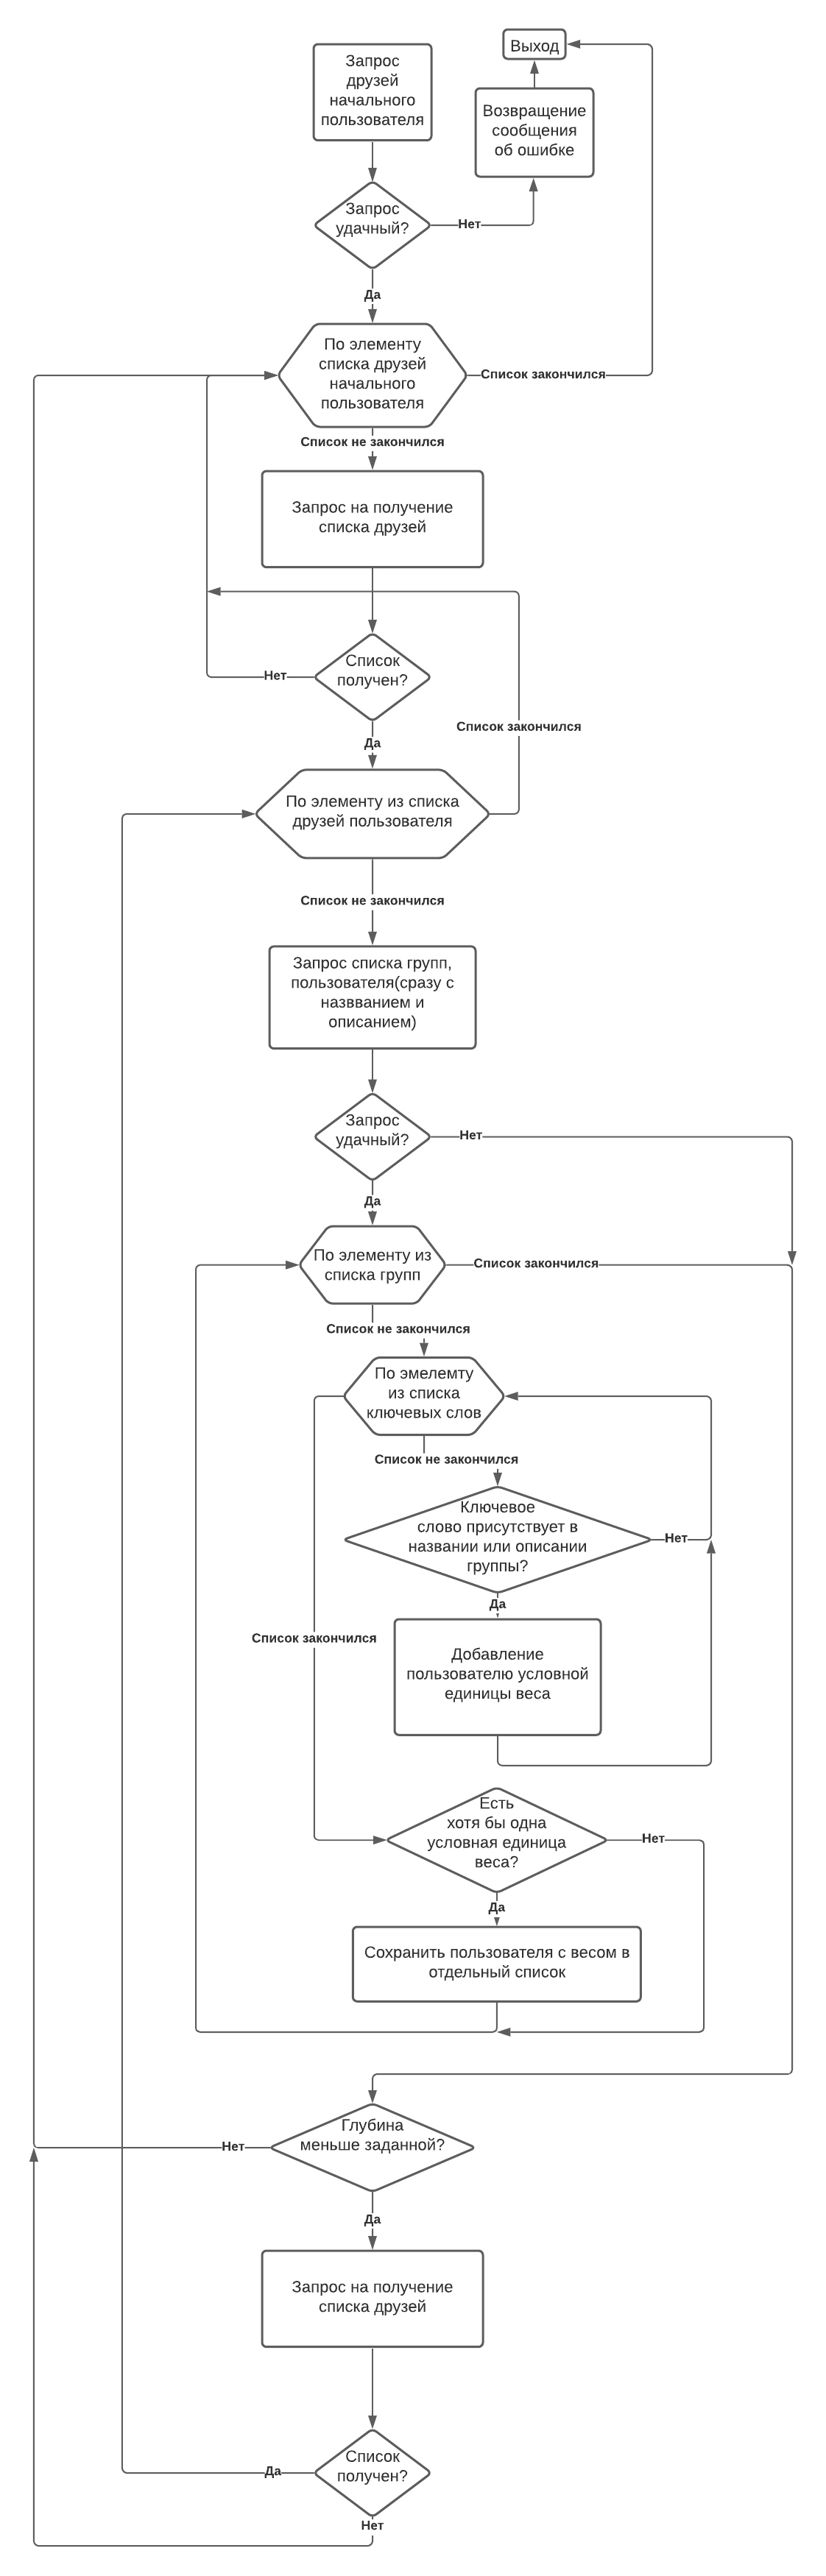 Выход
Запрос
друзей
начального
пользователя
Возвращение
сообщения
об ошибке
Запрос
удачный?
Нет
Да
По элементу
списка друзей
начального
пользователя
Список закончился
Список не закончился
Запрос на получение
списка друзей
Список
получен?
Нет
Список закончился
Да
По элементу из списка
друзей пользователя
Список не закончился
Запрос списка групп,
пользователя(сразу с
назвванием и
описанием)
Запрос
удачный?
Нет
Да
По элементу из
списка групп
Список закончился
Список не закончился
По эмелемту
из списка
ключевых слов
Список не закончился
Ключевое
слово присутствует в
названии или описании
группы?
Нет
Да
Список закончился
Добавление
пользователю условной
единицы веса
Есть
хотя бы одна
условная единица
веса?
Нет
Да
Сохранить пользователя с весом в
отдельный список
Глубина
меньше заданной?
Нет
Да
Запрос на получение
списка друзей
Список
получен?
Да
Нет